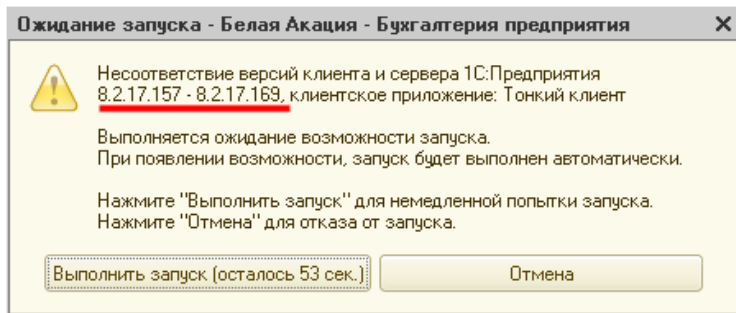 Ожидание запуска - Белая Акация - Бухгалтерия предприятия
Несоответствие версий клиента и сервера 1С:Предприятия
8.2.17.157 - 8.2.17.169, клиентское приложение: Тонкий клиент
Выполняется ожидание возможности запуска.
При появлении возможности, запуск будет выполнен автоматически.
Нажмите "Выполнить запуск" для немедленной попытки запуска.
Нажмите "Отмена" для отказа от запуска.
Выполнить запуск (осталось 53 сек.)
Отмена